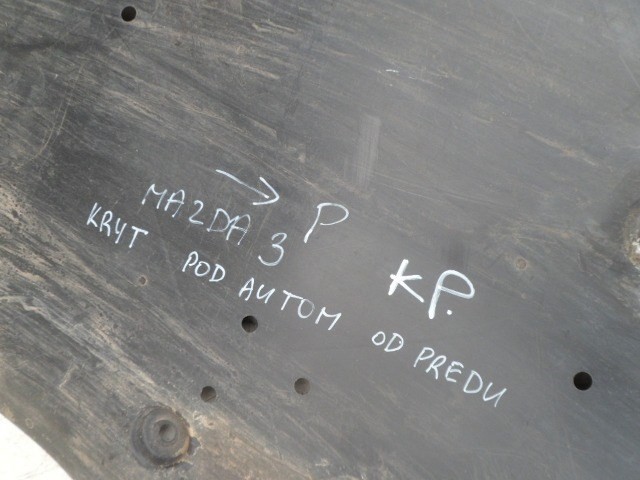 → P
MAZDA 3
KP.
KRYT POD AUTOM OD PREDU